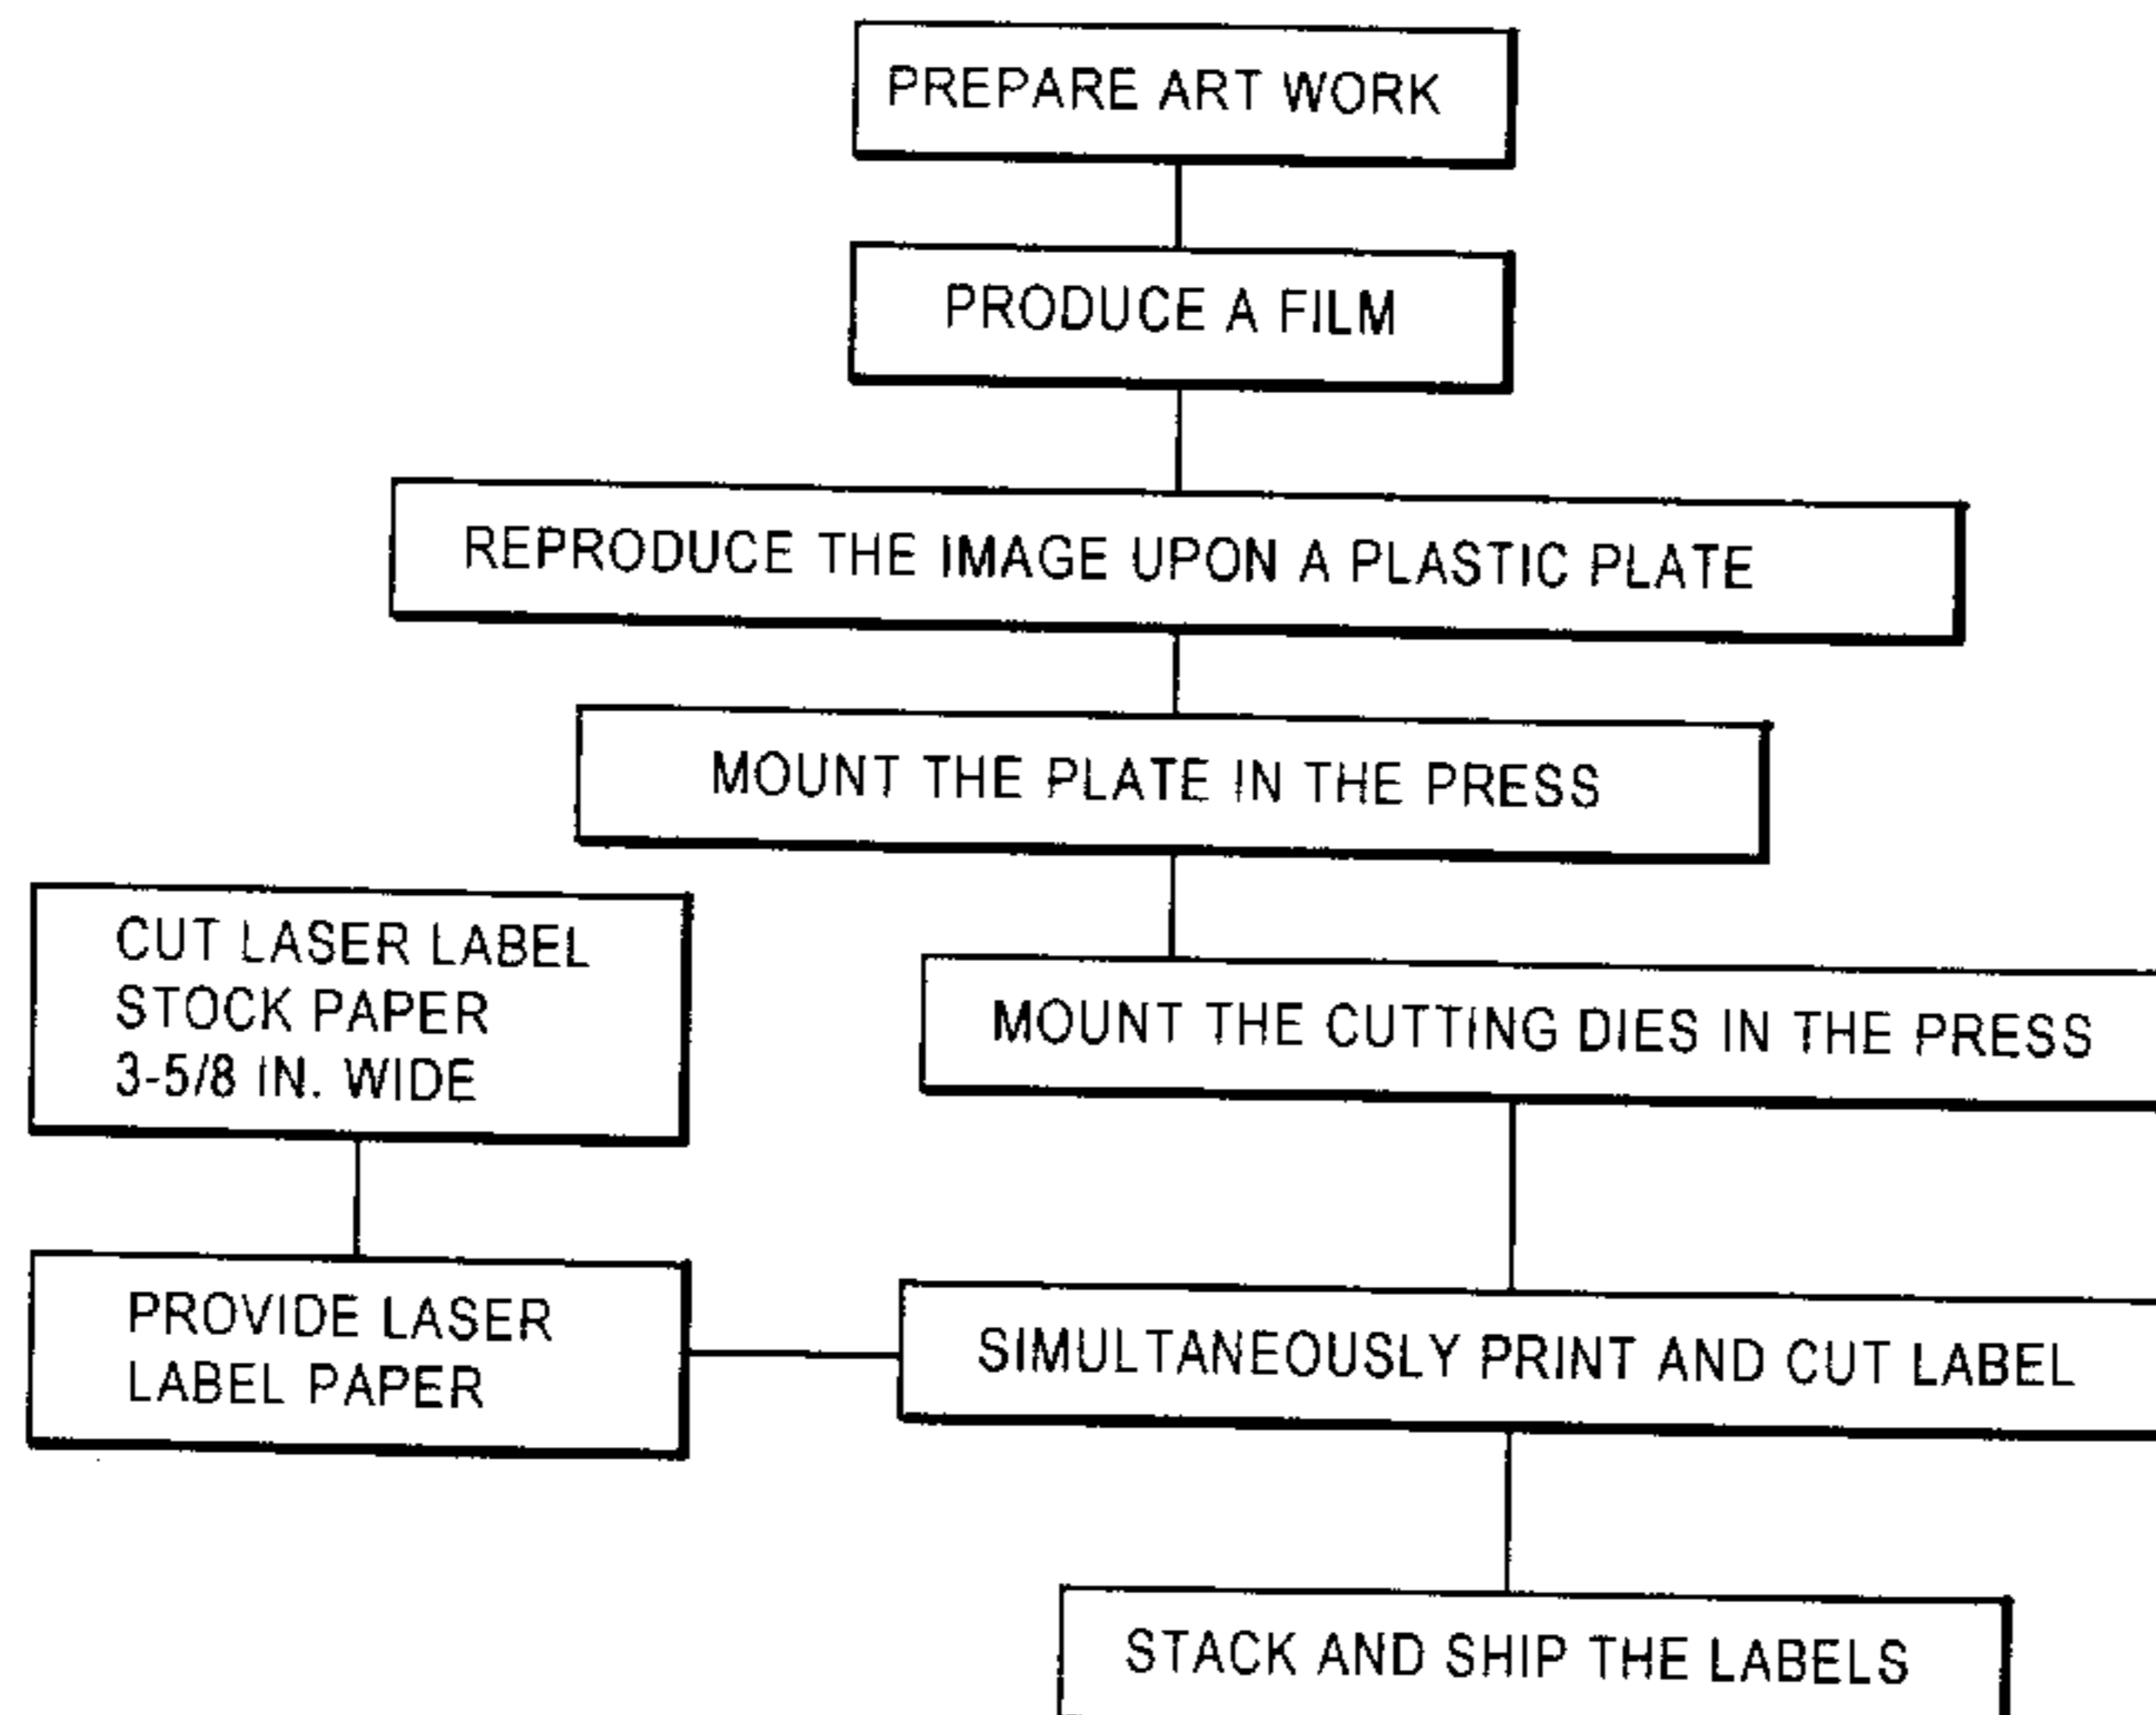 PREPARE ART WORK
PRODUCE A FILM
REPRODUCE THE IMAGE UPON A PLASTIC PLATE
MOUNT THE PLATE IN THE PRESS
CUT LASER LABEL
STOCK PAPER
3-5/8 IN. WIDE
MOUNT THE CUTTING DIES IN THE PRESS
PROVIDE LASER
LABEL PAPER
SIMULTANEOUSLY PRINT AND CUT LABEL
STACK AND SHIP THE LABELS